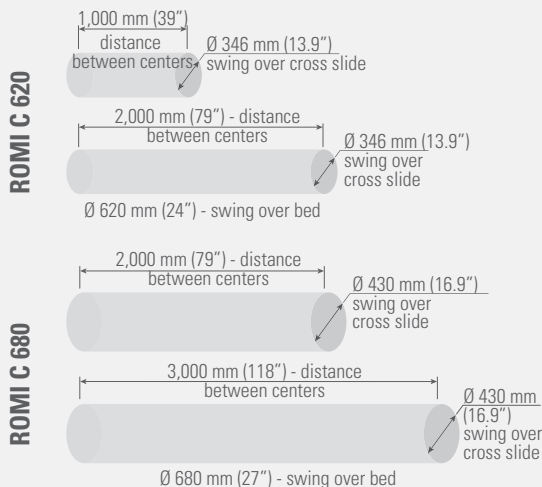 ROMI C 620
1,000 mm (39”)
distance
between centers
Ø 346 mm (13.9”)
swing over cross slide
2,000 mm (79”) - distance
between centers
Ø 346 mm (13.9”)
swing over
cross slide
Ø 620 mm (24”) - swing over bed
ROMI C 680
2,000 mm (79”) - distance
between centers
Ø 430 mm (16.9”)
swing over
cross slide
3,000 mm (118”) - distance
between centers
Ø 430 mm
(16.9”)
swing over
cross slide
Ø 680 mm (27”) - swing over bed